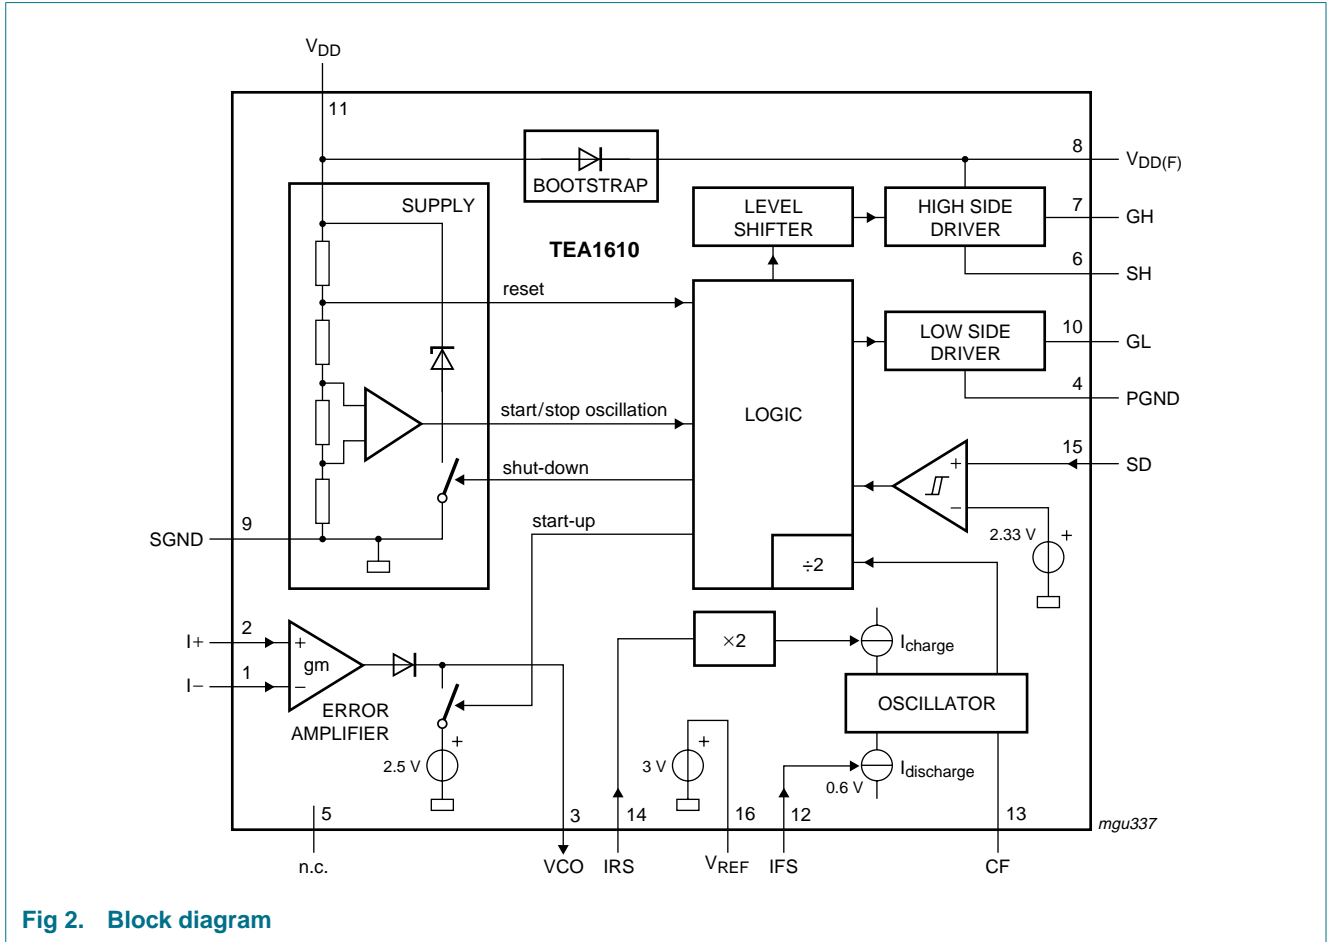 VDD
11
8
VDD(F)
BOOTSTRAP
SUPPLY
LEVEL
SHIFTER
HIGH SIDE
DRIVER
7
GH
TEA1610
6
SH
reset
LOW SIDE
DRIVER
10
GL
4
PGND
start/stop oscillation
LOGIC
15
SD
+
−
shut-down
2.33 V
+
9
SGND
start-up
÷2
2
I+
+
gm
1
I−
−
ERROR
AMPLIFIER
×2
Icharge
OSCILLATOR
2.5 V
+
3 V
+
Idischarge
0.6 V
5
3
14
16
12
13
mgu337
n.c.
VCO
IRS
VREF
IFS
CF
Fig 2. Block diagram